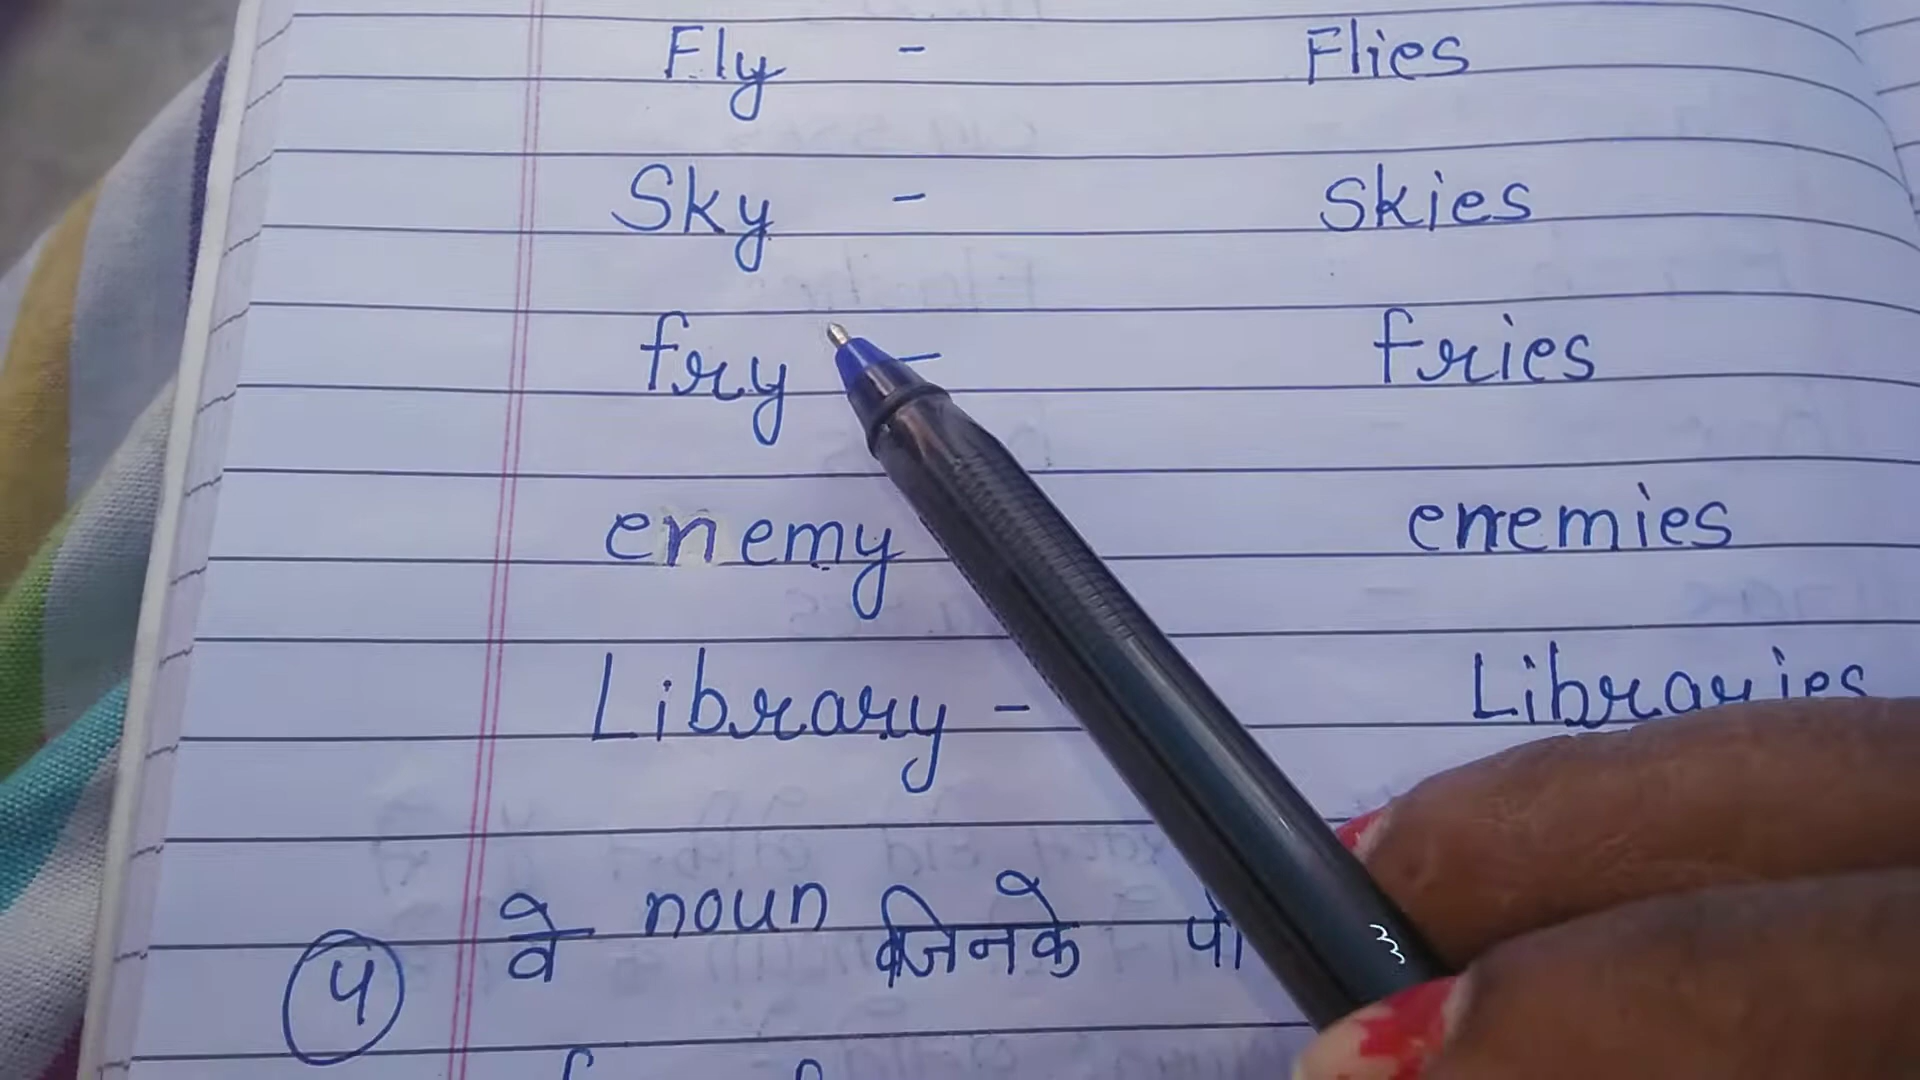 Fly - Flies
Sky - Skies
fry - fries
enemy enemies
Library - Libraries
4 वे noun जिनके